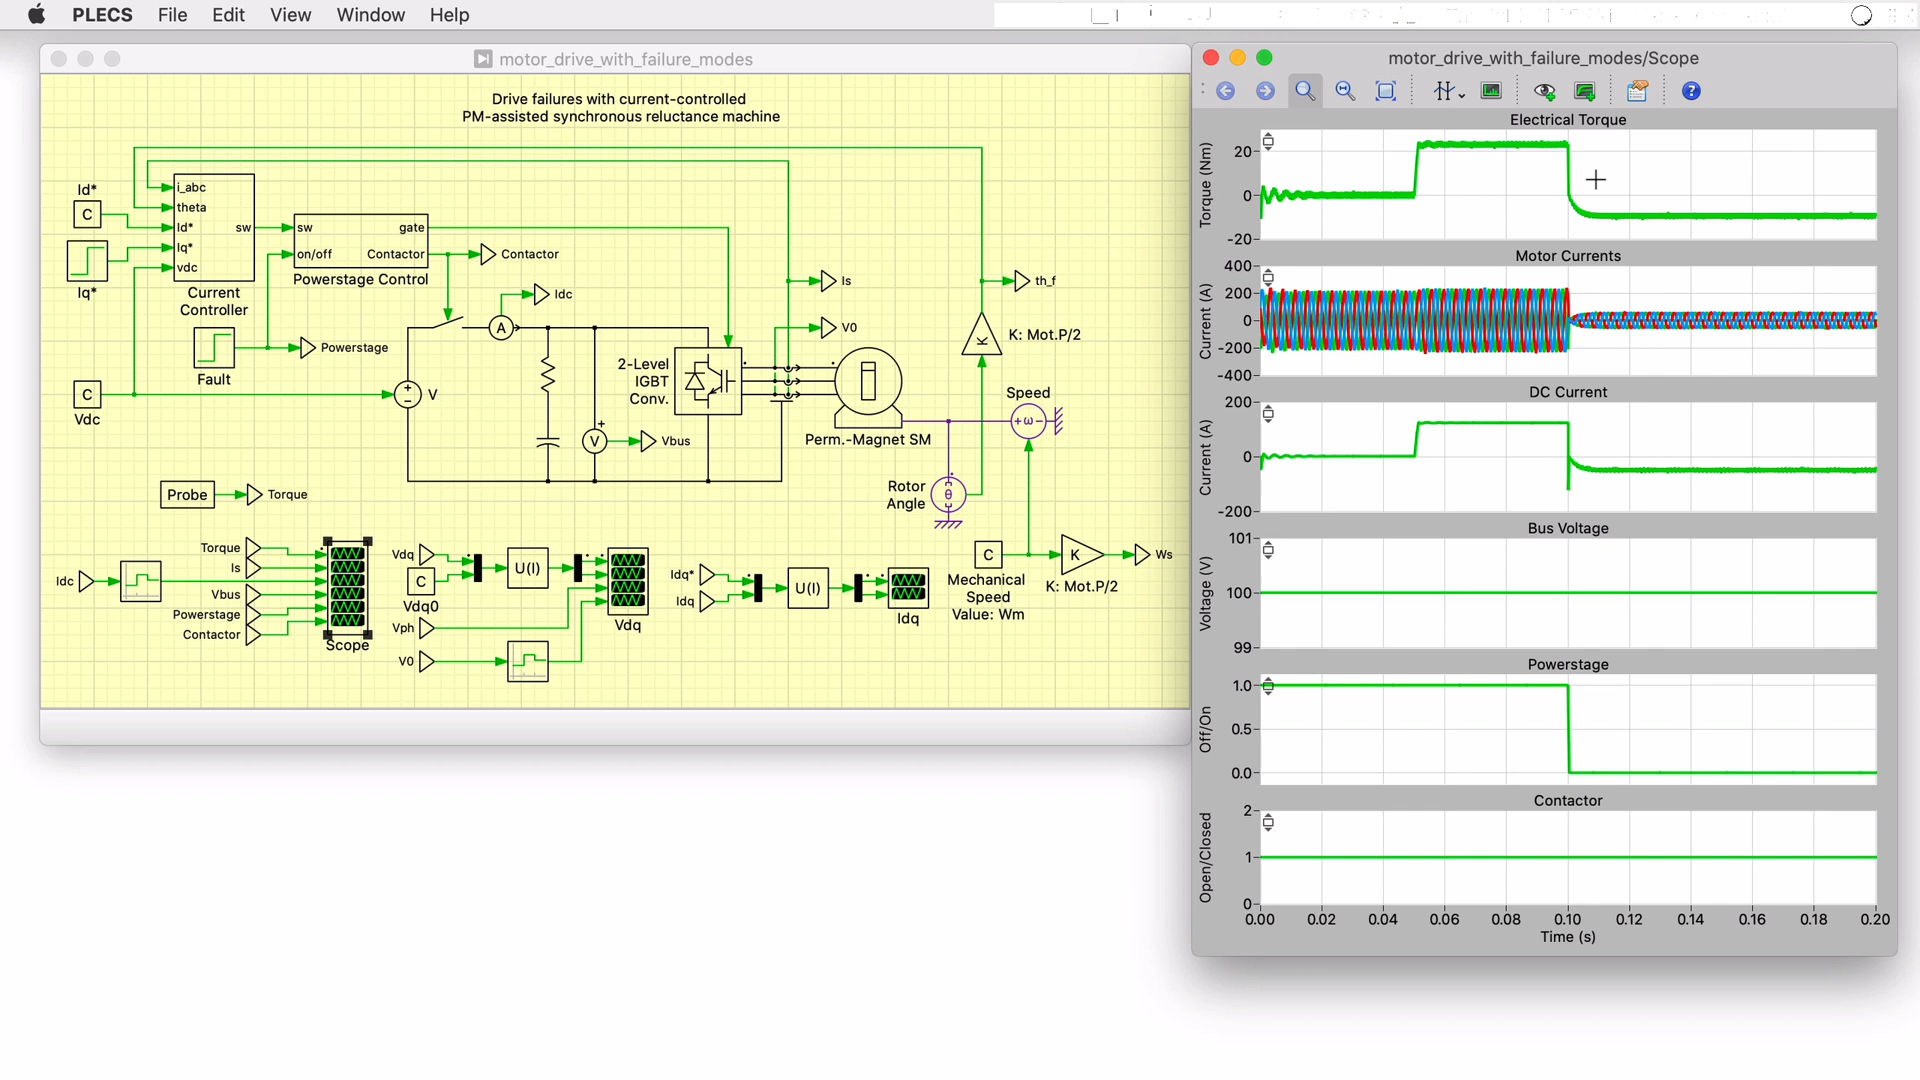 PLECS File Edit View Window Help
motor_drive_with_failure_modes
Drive failures with current-controlled
PM-assisted synchronous reluctance machine
Id*
C
Iq*
i_abc
theta
Id*
Iq*
vdc
sw
Current
Controller
sw
on/off
gate
Contactor
Powerstage Control
Contactor
Idc
A
Fault
Powerstage
C
Vdc
V
V
Vbus
2-Level
IGBT
Conv.
Is
V0
Perm.-Magnet SM
th_f
K
K: Mot.P/2
Speed
+ω-
Rotor
Angle
θ
C
Mechanical
Speed
Value: Wm
K
K: Mot.P/2
Ws
Probe
Torque
Torque
Is
Idc
Vbus
Powerstage
Contactor
Scope
Vdq
C
Vdq0
U(I)
Vph
V0
Vdq
Idq*
Idq
U(I)
Idq
motor_drive_with_failure_modes/Scope
Electrical Torque
Torque (Nm)
20
0
-20
Motor Currents
Current (A)
400
200
0
-200
-400
DC Current
Current (A)
200
0
-200
Bus Voltage
Voltage (V)
101
100
99
Powerstage
Off/On
1.0
0.5
0.0
Contactor
Open/Closed
2
1
0
0.00 0.02 0.04 0.06 0.08 0.10 0.12 0.14 0.16 0.18 0.20
Time (s)